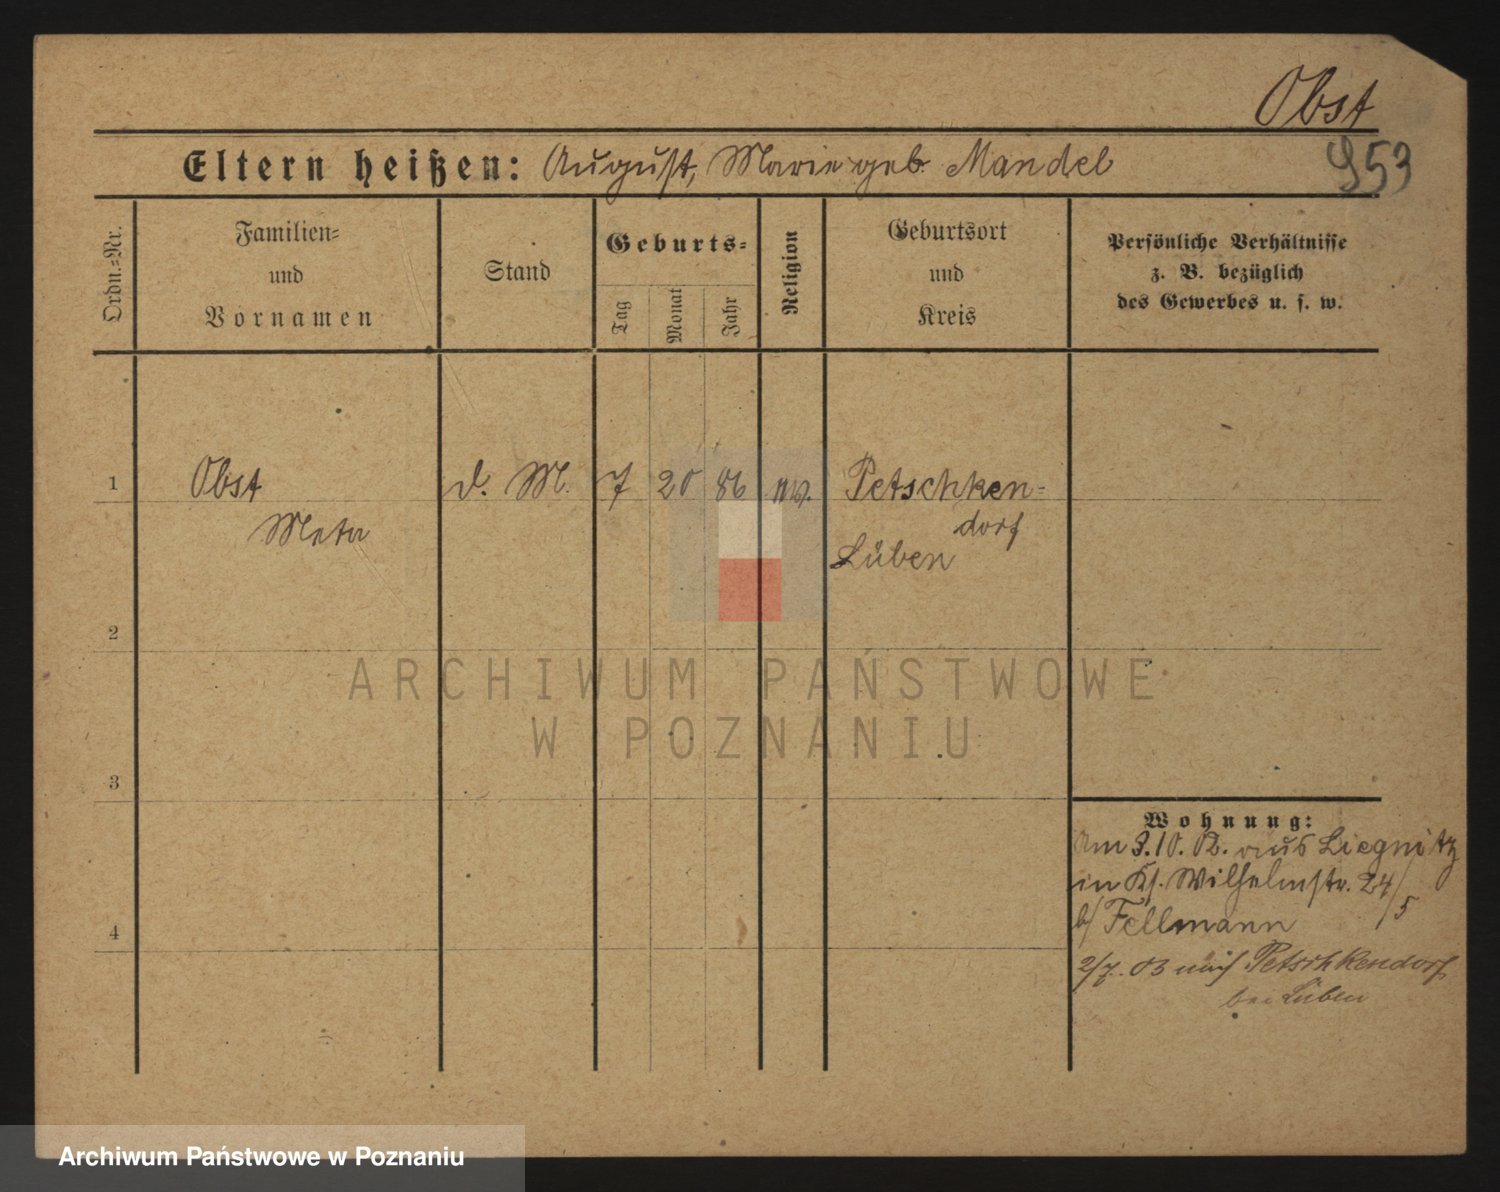 Obst
953
Eltern heißen: August, Marie geb. Mandel
Ordn.=Nr.
Familien=
und
Vornamen
Stand
Geburts=
Tag
Monat
Jahr
Religion
Geburtsort
und
Kreis
Persönliche Verhältnisse
z. B. bezüglich
des Gewerbes u. s. w.
1
Obst d. M. 7 20 86 ev. Petschken-
Meta dorf
Lüben
2
ARCHIWUM PAŃSTWOWE
W POZNANIU
3
Wohnung:
Am 3.10.02. aus Liegnitz
in Kh. Wilhelmstr. 24/5
b/ Fellmann
4
2/7. 03 nach Petschkendorf
bei Lüben
Archiwum Państwowe w Poznaniu